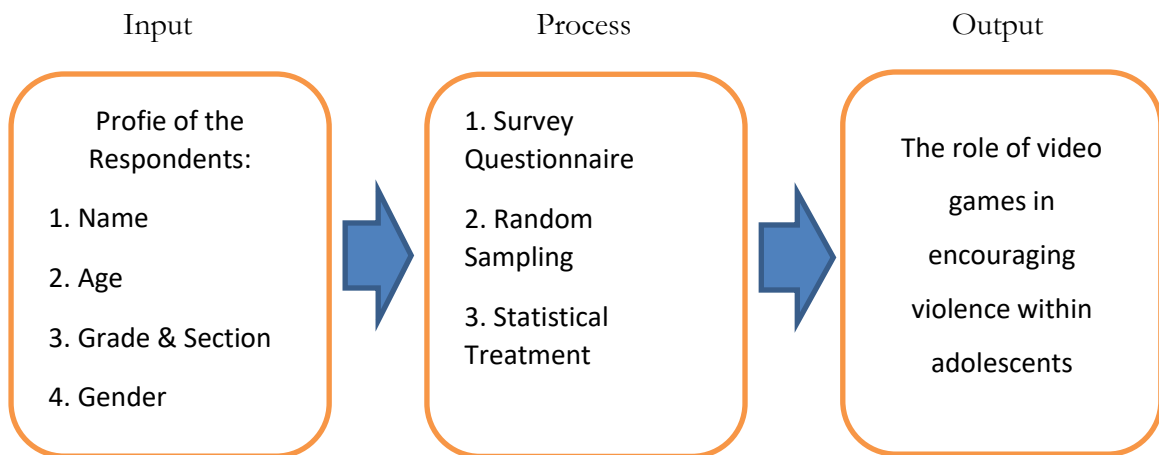 Input
Process
Output
Profie of the
Respondents:
1. Name
2. Age
3. Grade & Section
4. Gender
1. Survey
Questionnaire
2. Random
Sampling
3. Statistical
Treatment
The role of video
games in
encouraging
violence within
adolescents